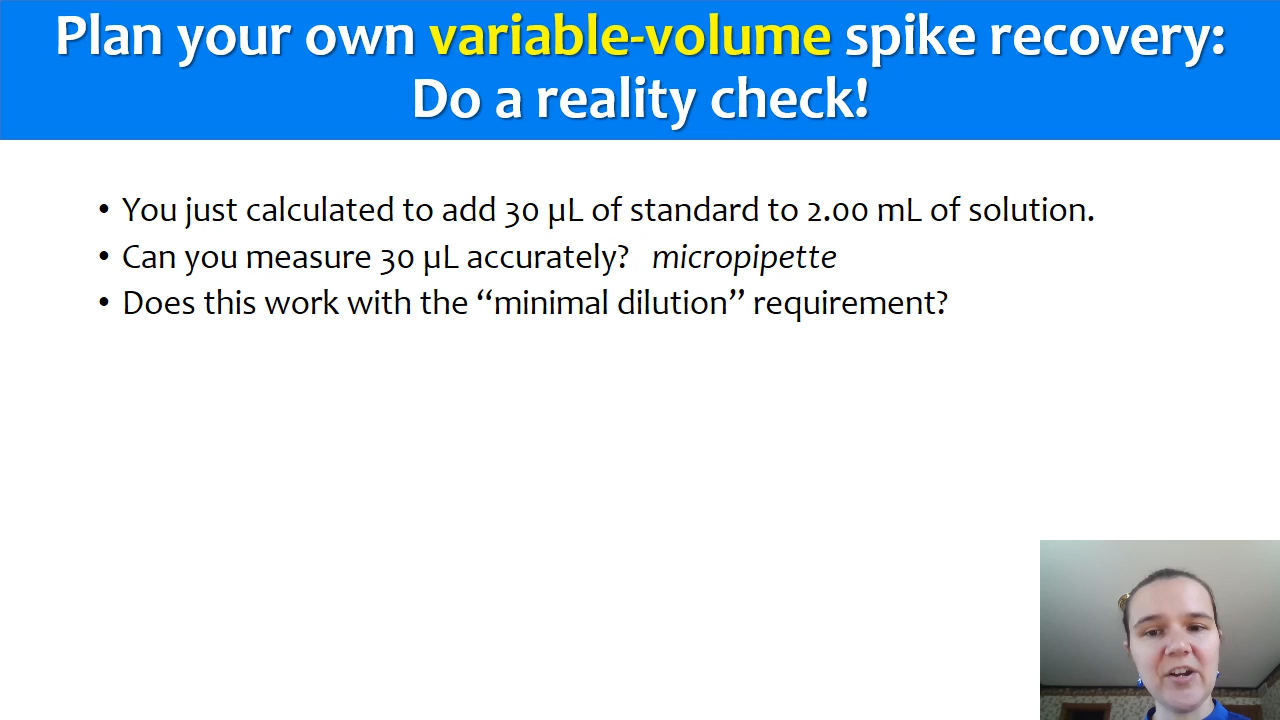 Plan your own variable-volume spike recovery:
Do a reality check!
• You just calculated to add 30 µL of standard to 2.00 mL of solution.
• Can you measure 30 µL accurately? micropipette
• Does this work with the “minimal dilution” requirement?